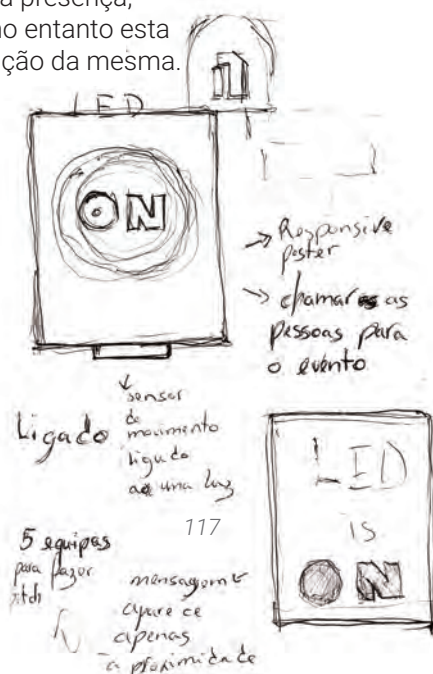 a presença,
no entanto esta
ção da mesma.
LED
ON
→ Responsive
poster
→ chamar as
pessoas para
o evento
sensor
de
movimento
ligado
a uma luz
Ligado
LED
is
ON
117
5 equipas
para fazer
pitch
mensagem
aparece
apenas
à proximidade